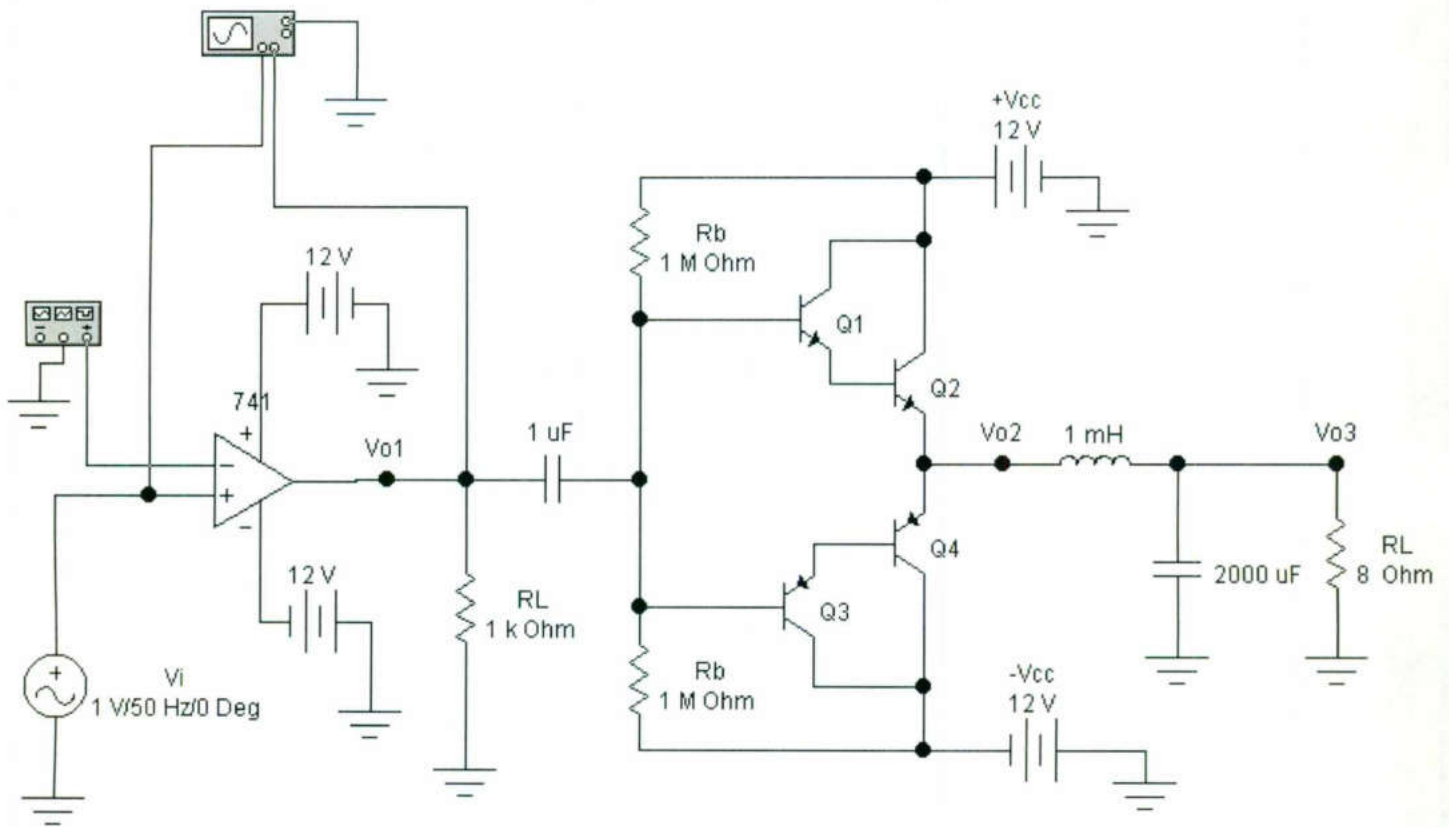 +Vcc
12 V
Rb
1 M Ohm
12 V
Q1
741
+
Q2
Vo1
1 uF
Vo2
1 mH
Vo3
−
+
−
Q4
2000 uF
RL
8 Ohm
12 V
RL
1 k Ohm
Q3
Vi
1 V/50 Hz/0 Deg
Rb
1 M Ohm
-Vcc
12 V
+
−
+